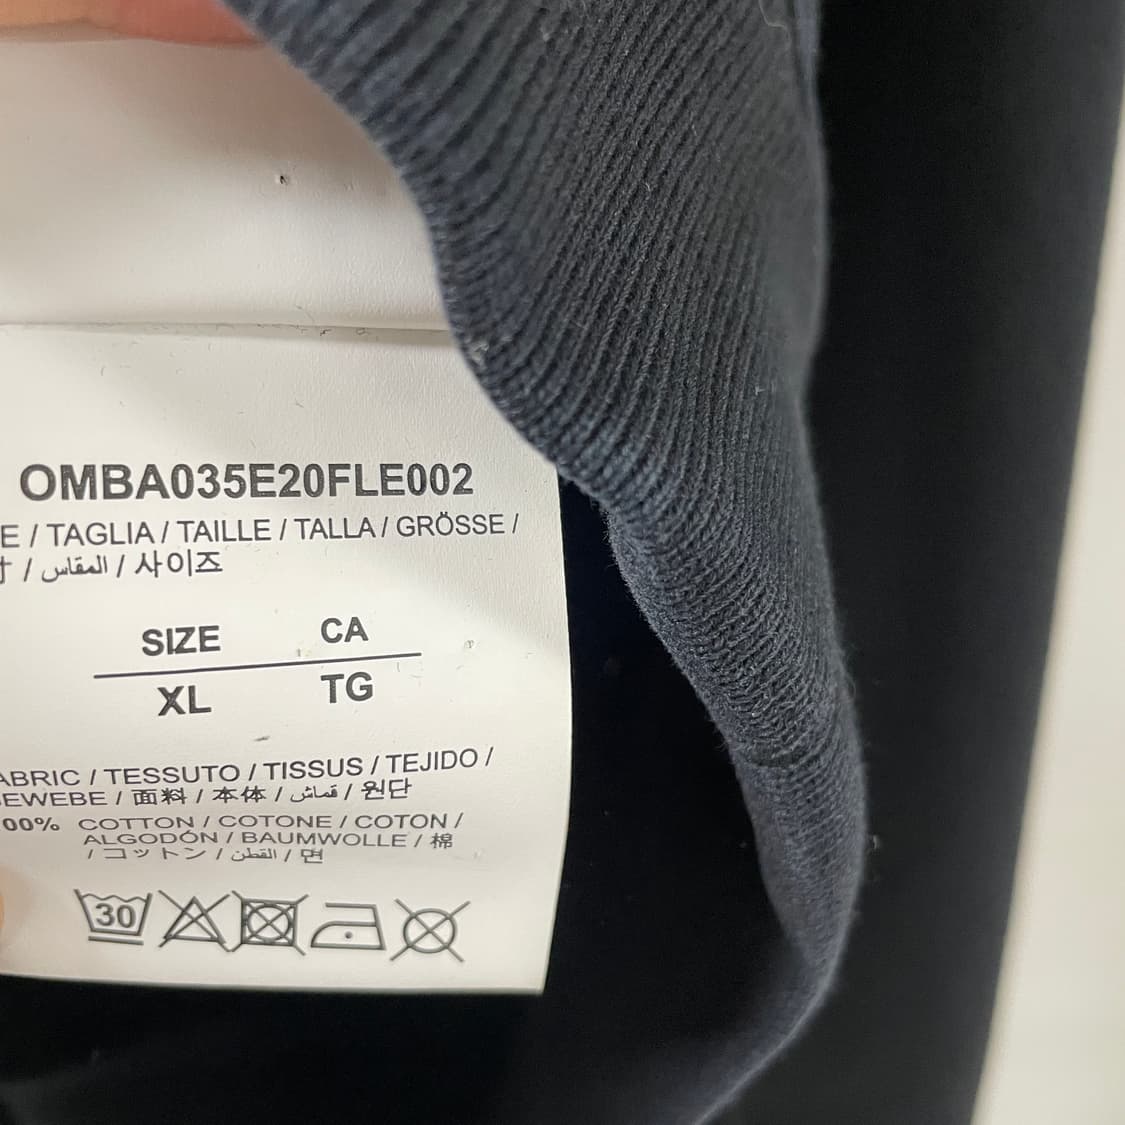 OMBA035E20FLE002
E / TAGLIA / TAILLE / TALLA / GRÖSSE /
/ المقاس / 사이즈
SIZE CA
XL TG
ABRIC / TESSUTO / TISSUS / TEJIDO /
EWEBE / 面料 / 本体 / قماش / 원단
00% COTTON / COTONE / COTON /
ALGODÓN / BAUMWOLLE / 棉
/ コットン / القطن / 면
30